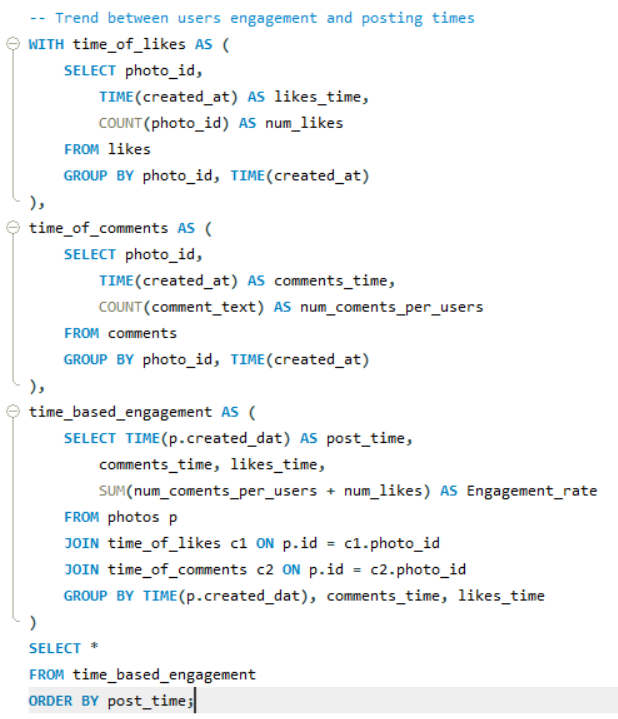 -- Trend between users engagement and posting times
WITH time_of_likes AS (
SELECT photo_id,
TIME(created_at) AS likes_time,
COUNT(photo_id) AS num_likes
FROM likes
GROUP BY photo_id, TIME(created_at)
),
time_of_comments AS (
SELECT photo_id,
TIME(created_at) AS comments_time,
COUNT(comment_text) AS num_coments_per_users
FROM comments
GROUP BY photo_id, TIME(created_at)
),
time_based_engagement AS (
SELECT TIME(p.created_dat) AS post_time,
comments_time, likes_time,
SUM(num_coments_per_users + num_likes) AS Engagement_rate
FROM photos p
JOIN time_of_likes c1 ON p.id = c1.photo_id
JOIN time_of_comments c2 ON p.id = c2.photo_id
GROUP BY TIME(p.created_dat), comments_time, likes_time
)
SELECT *
FROM time_based_engagement
ORDER BY post_time;